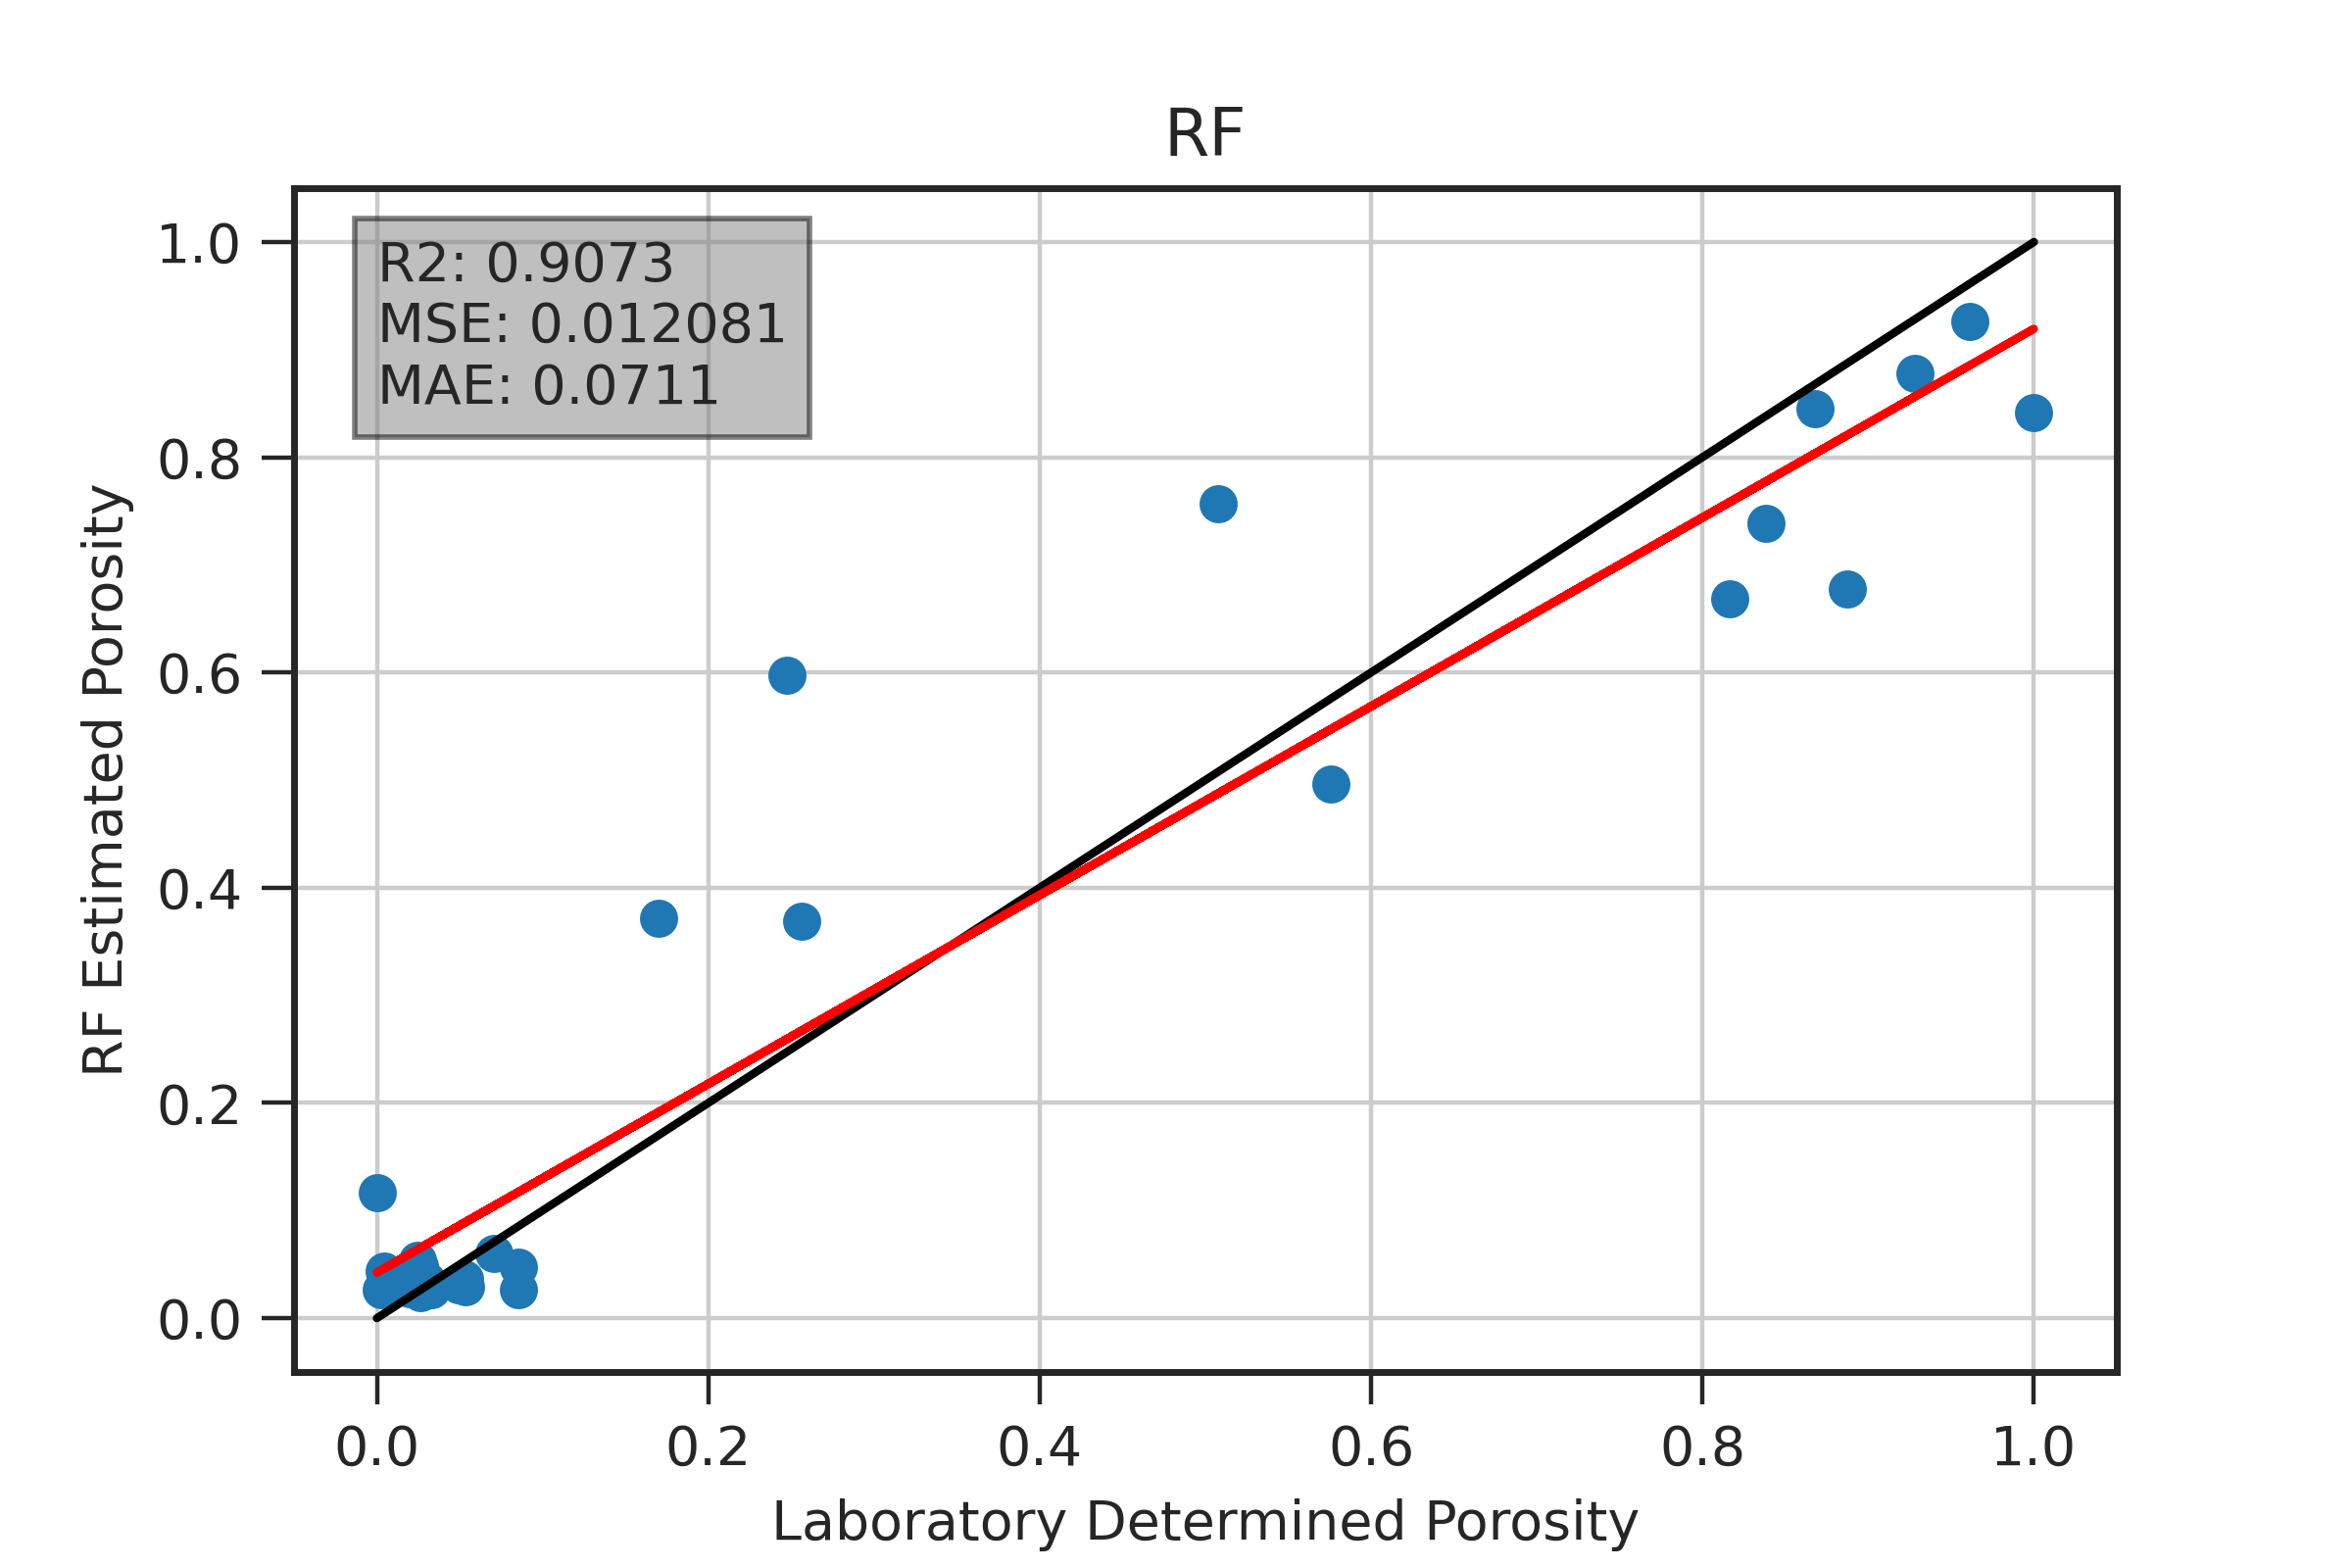 RF
R2: 0.9073
MSE: 0.012081
MAE: 0.0711
RF Estimated Porosity
1.0
0.8
0.6
0.4
0.2
0.0
0.0 0.2 0.4 0.6 0.8 1.0
Laboratory Determined Porosity